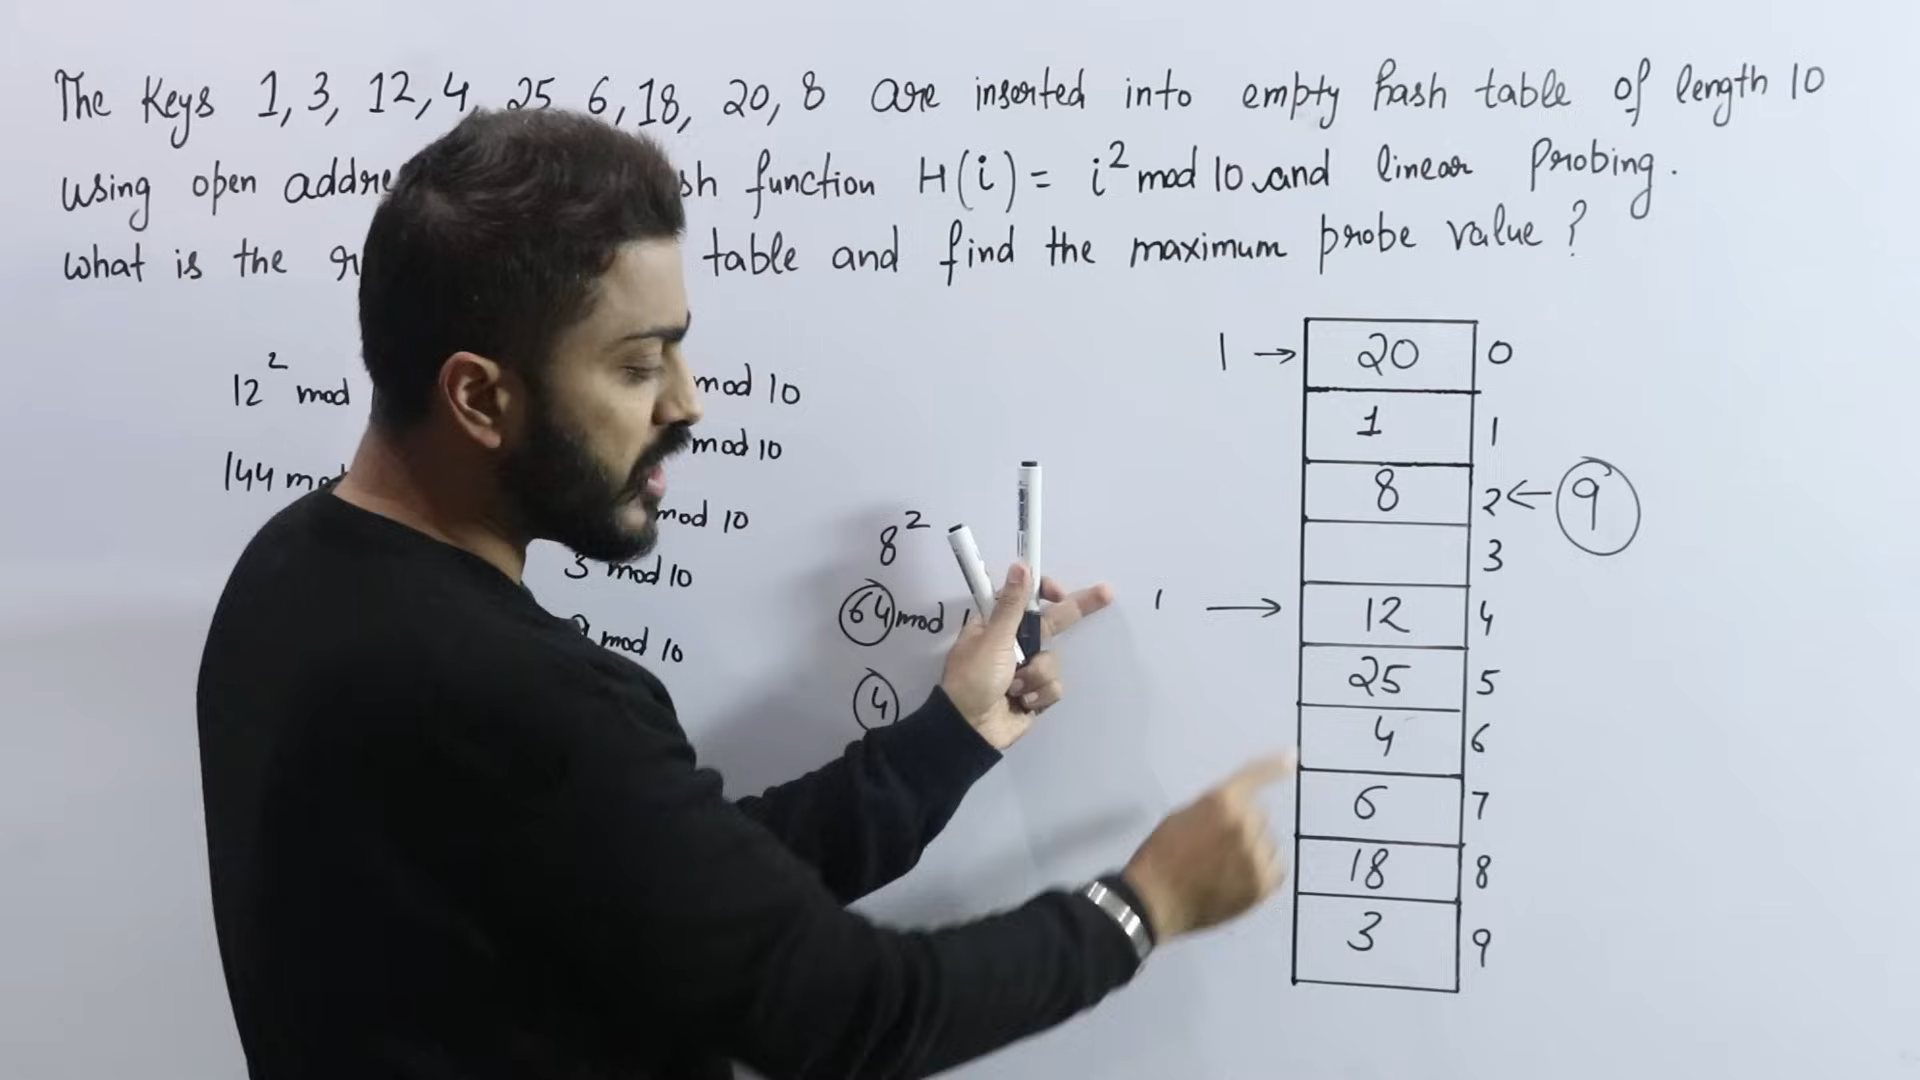 The Keys 1, 3, 12, 4, 25 6, 18, 20, 8 are inserted into empty hash table of length 10
using open function H(i) = i² mod 10 and linear Probing.
what is the table and find the maximum probe value?
12² mod
144
mod 10
mod 10
mod 10
3 mod 10
mod 10
8²
64 mod
4
1 → 20 0
1 1
8 2 ← 9
3
→ 12 4
25 5
4 6
6 7
18 8
3 9